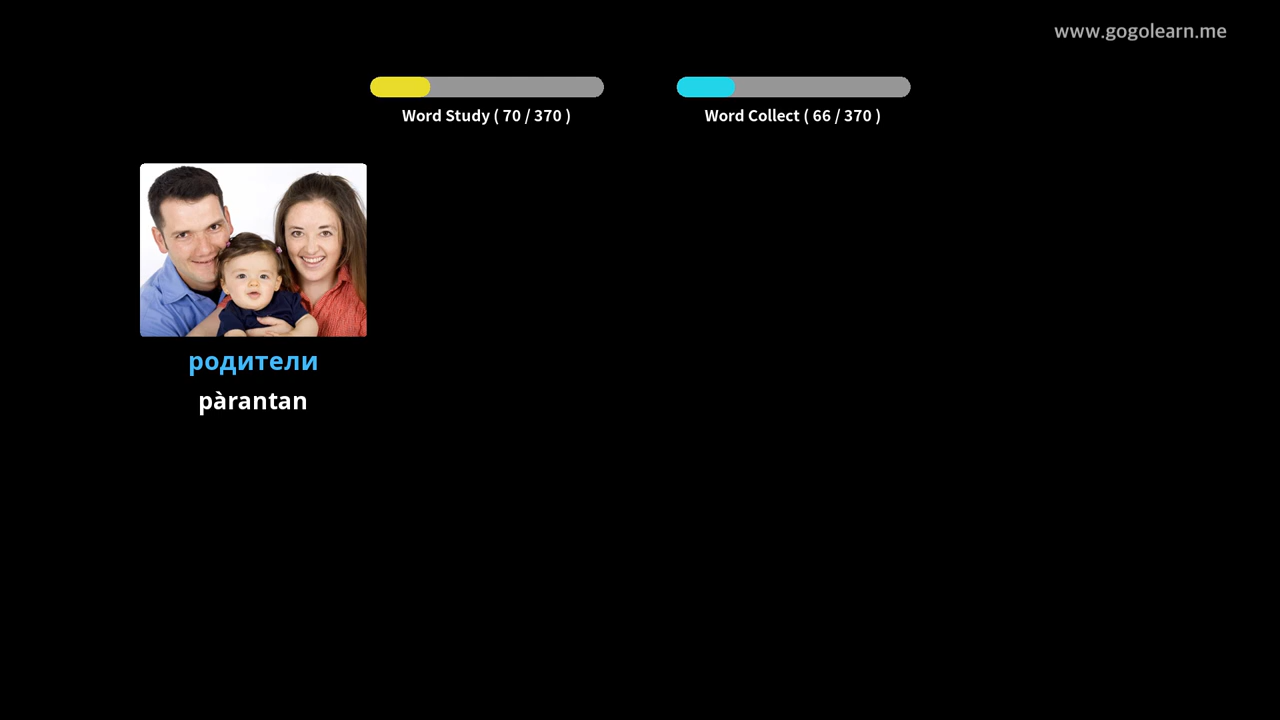 www.gogolearn.me
Word Study ( 70 / 370 )
Word Collect ( 66 / 370 )
родители
pàrantan